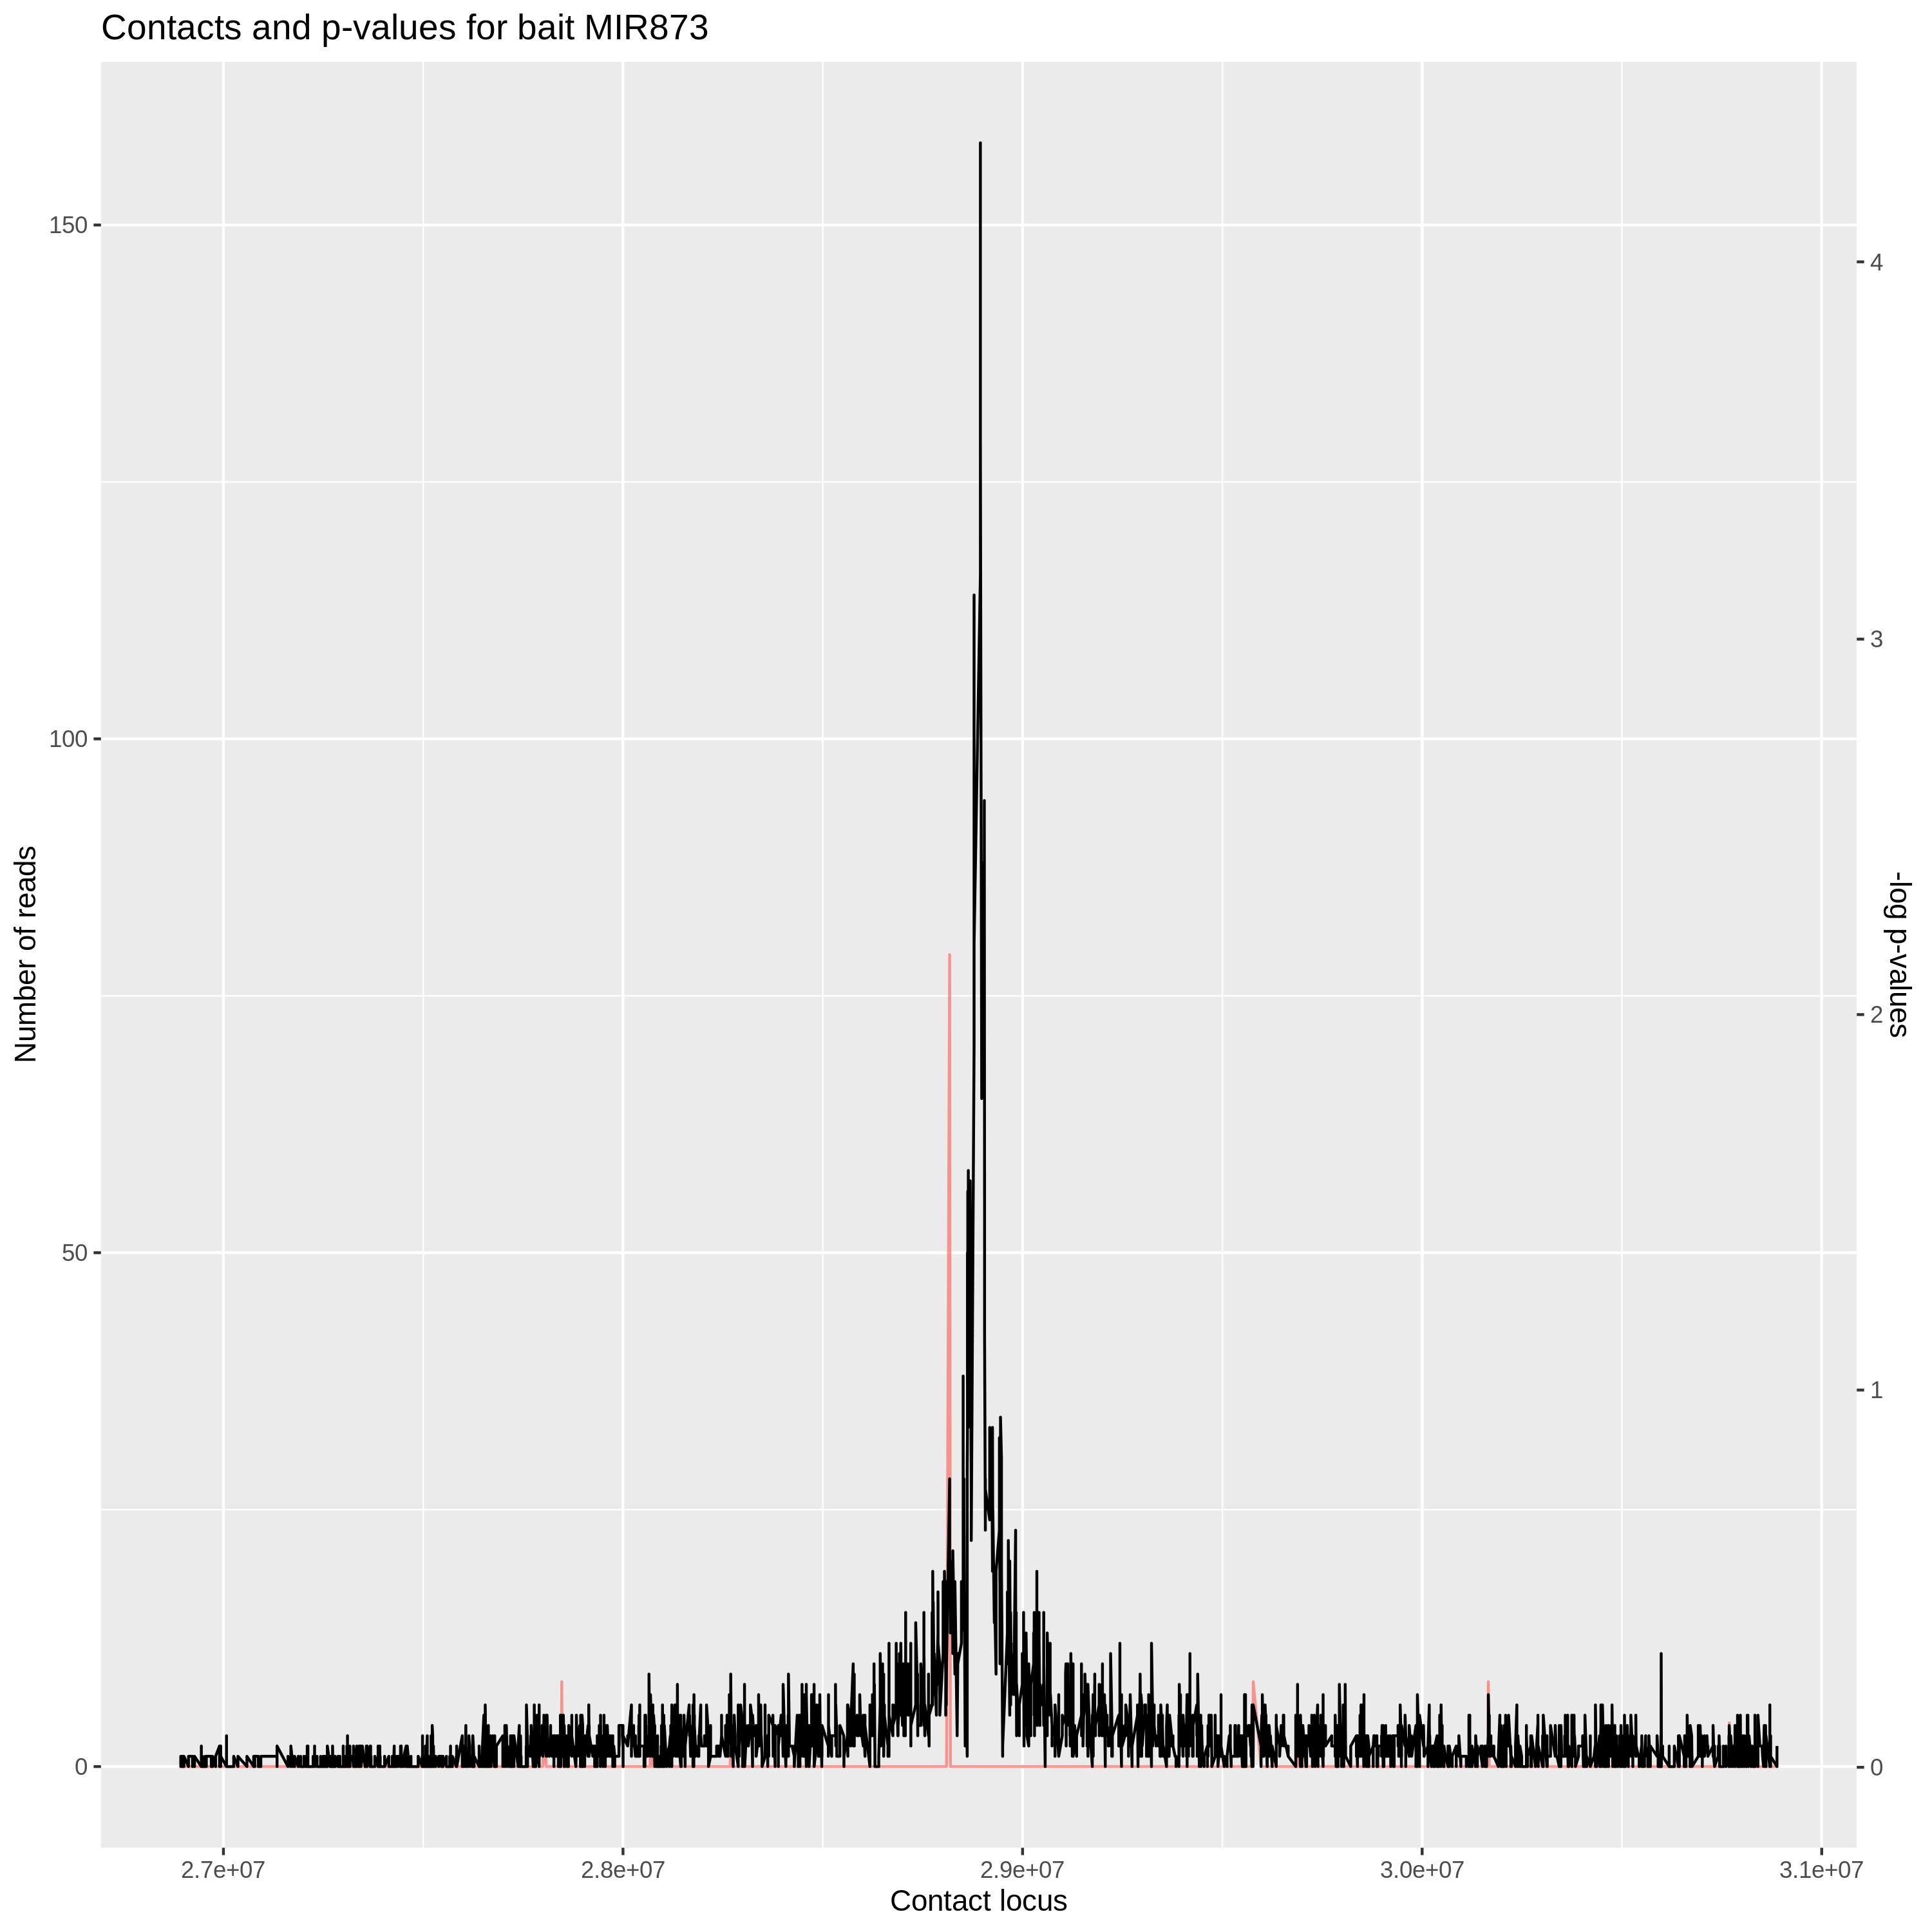 Contacts and p-values for bait MIR873
150
100
50
0
Number of reads
4
3
2
1
0
-log p-values
2.7e+07
2.8e+07
2.9e+07
3.0e+07
3.1e+07
Contact locus